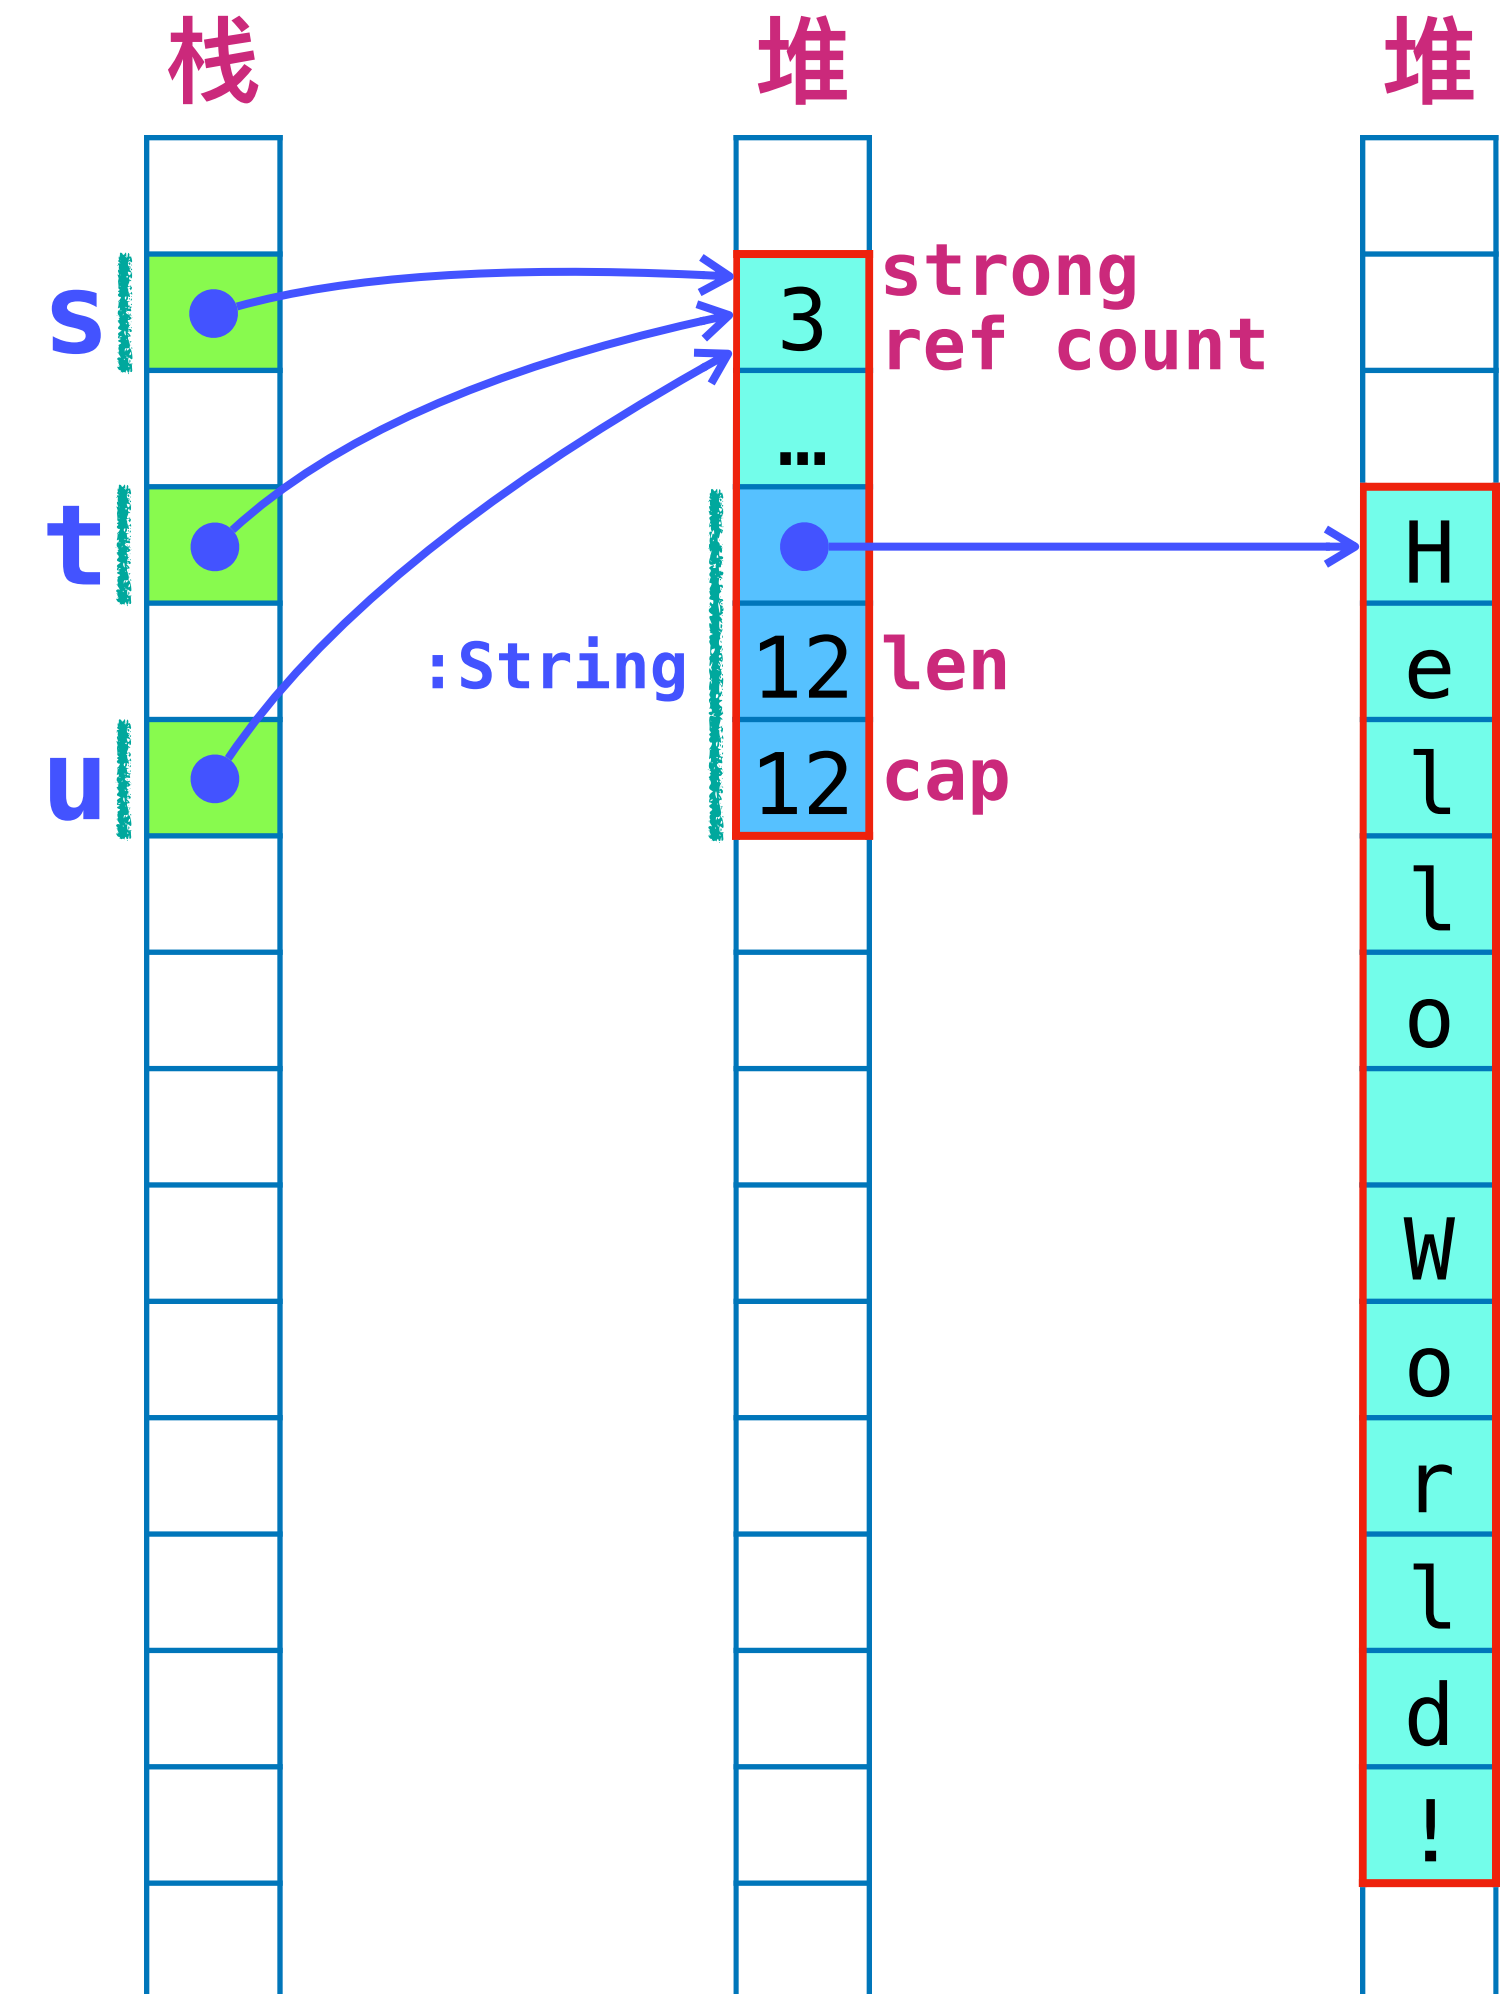 栈 堆 堆
s
3
strong
ref count
…
t
:String
12 len
u
12 cap
H
e
l
l
o
W
o
r
l
d
!